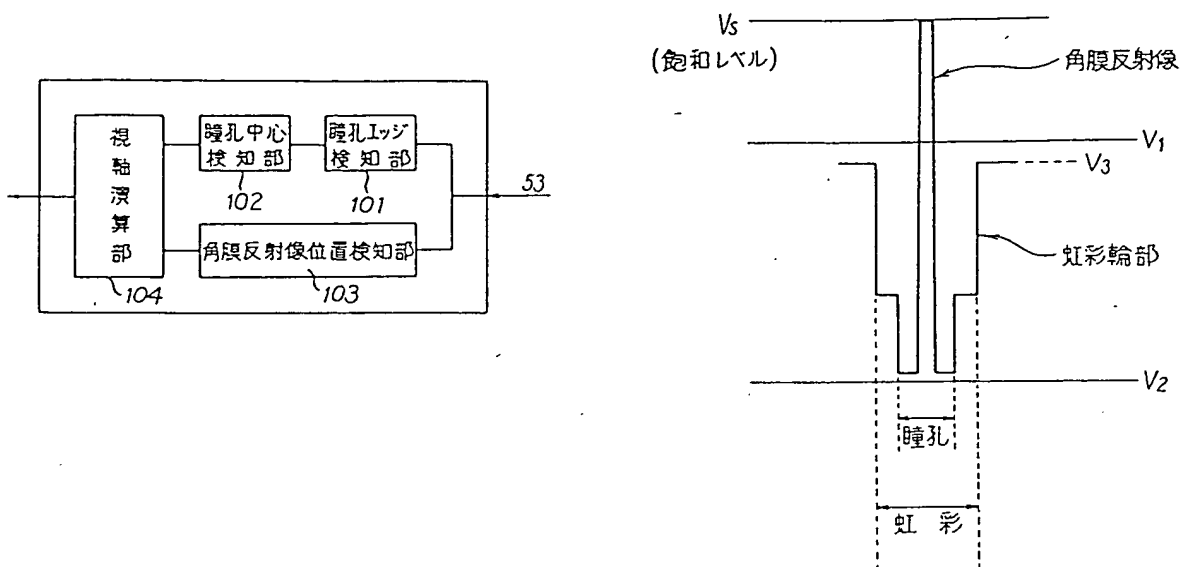 視軸演算部
瞳孔中心
検知部
瞳孔エッジ
検知部
102
101
53
角膜反射像位置検知部
104
103
Vs
(飽和レベル)
角膜反射像
V1
V3
虹彩輪部
V2
瞳孔
虹彩